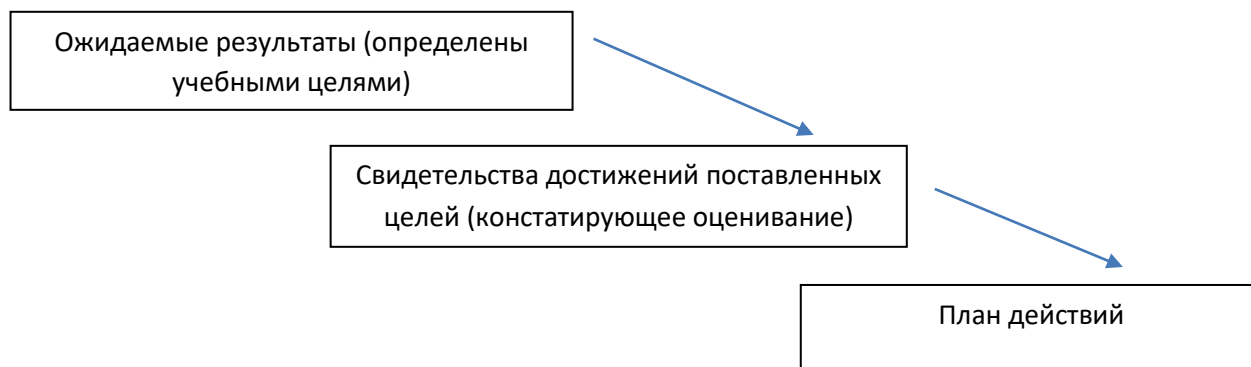 Ожидаемые результаты (определены
учебными целями)
Свидетельства достижений поставленных
целей (констатирующее оценивание)
План действий